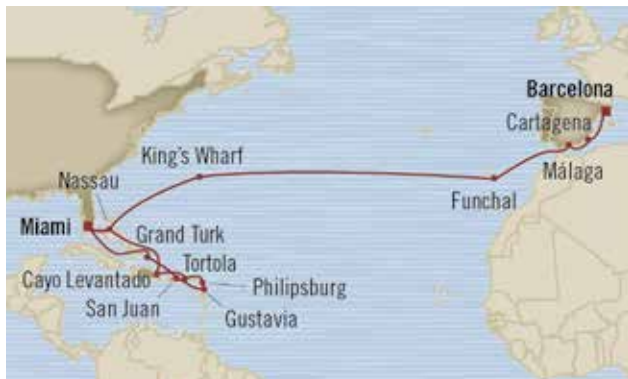 Barcelona
Cartagena
King's Wharf
Málaga
Nassau
Funchal
Miami
Grand Turk
Tortola
Cayo Levantado
Philipsburg
San Juan
Gustavia